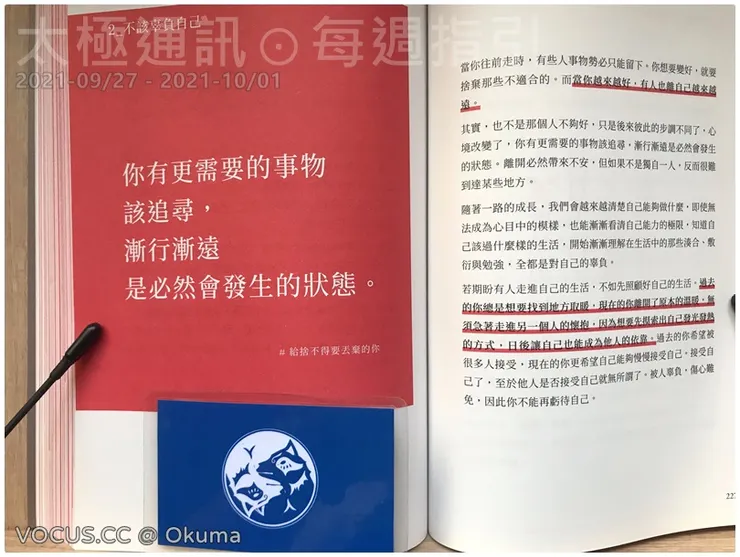 太極通訊⊙每週指引
2_不該辜負自己
2021-09/27 - 2021-10/01
你有更需要的事物
該追尋，
漸行漸遠
是必然會發生的狀態。
# 給捨不得要丟棄的你
VOCUS.CC @ Okuma
當你往前走時，有些人事物勢必只能留下。你想要變好，就要
捨棄那些不適合的。而當你越來越好，有人也離自己越來越
遠。
其實，也不是那個人不夠好，只是後來彼此的步調不同了，心
境改變了，你有更需要的事物該追尋，漸行漸遠是必然會發生
的狀態。離開必然帶來不安，但如果不是獨自一人，反而很難
到達某些地方。
隨著一路的成長，我們會越來越清楚自己能夠做什麼，即使無
法成為心目中的模樣，也能漸漸看清自己能力的極限，知道自
己該過什麼樣的生活，開始漸漸理解在生活中的那些湊合、敷
衍與勉強，全都是對自己的辜負。
若期盼有人走進自己的生活，不如先照顧好自己的生活。過去
的你總是想要找到地方取暖，現在的你離開了原本的溫暖，無
須急著走進另一個人的懷抱，因為想要先摸索出自己發光發熱
的方式，日後讓自己也能成為他人的依靠。過去的你希望被
很多人接受，現在的你更希望自己能夠慢慢接受自己。接受自
己了，至於他人是否接受自己就無所謂了。被人辜負，傷心難
免，因此你不能再虧待自己。